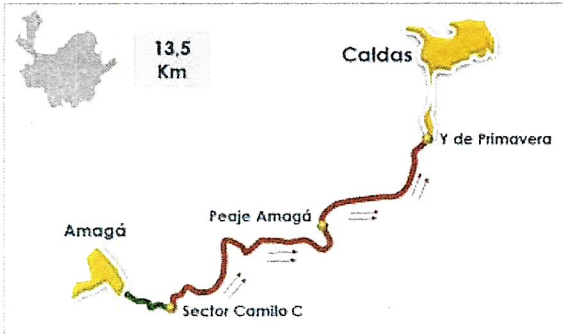 13,5
Km
Caldas
Y de Primavera
Peaje Amagá
Amagá
Sector Camilo C